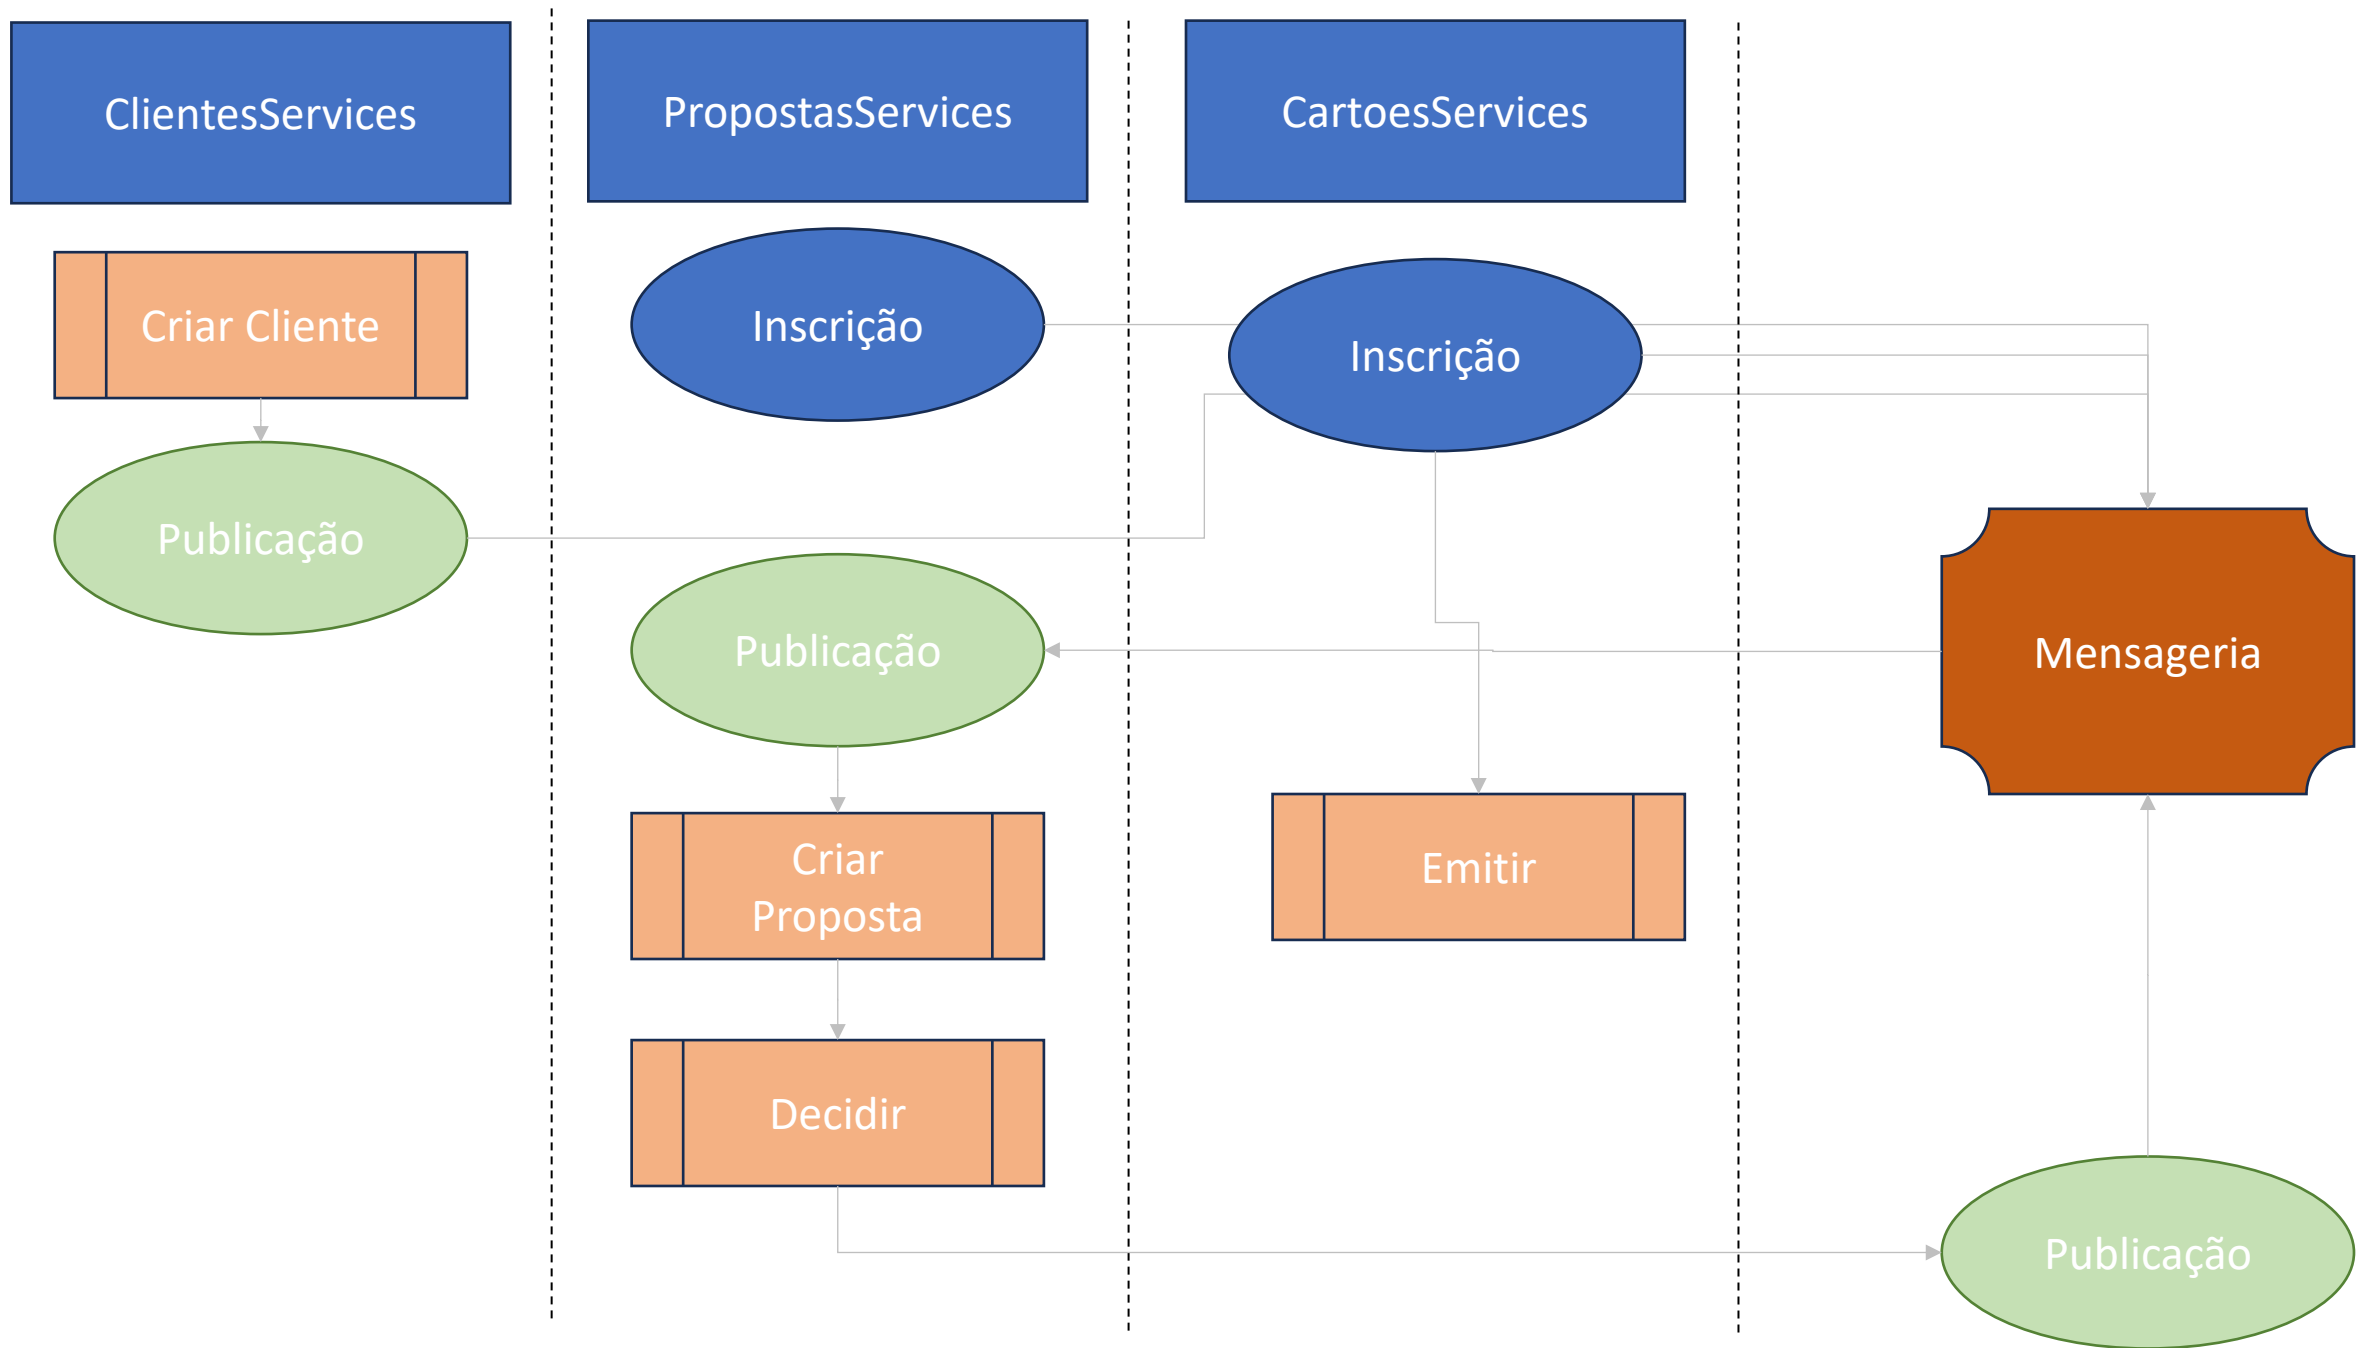 ClientesServices
PropostasServices
CartoesServices
Criar Cliente
Inscrição
Inscrição
Publicação
Publicação
Mensageria
Criar
Proposta
Emitir
Decidir
Publicação